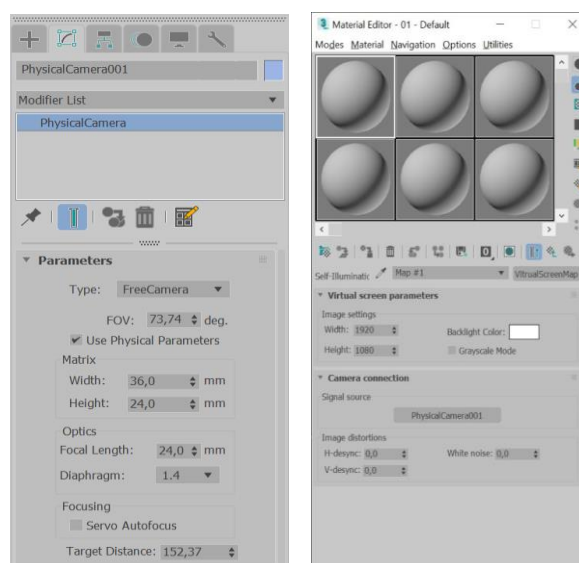 PhysicalCamera001
Modifier List
PhysicalCamera
Parameters
Type: FreeCamera
FOV: 73,74 deg.
Use Physical Parameters
Matrix
Width: 36,0 mm
Height: 24,0 mm
Optics
Focal Length: 24,0 mm
Diaphragm: 1.4
Focusing
Servo Autofocus
Target Distance: 152,37
Material Editor - 01 - Default
Modes Material Navigation Options Utilities
Self-Illuminatic Map #1 VitrualScreenMap
Virtual screen parameters
Image settings
Width: 1920 Backlight Color:
Height: 1080 Grayscale Mode
Camera connection
Signal source
PhysicalCamera001
Image distortions
H-desync: 0,0 White noise: 0,0
V-desync: 0,0